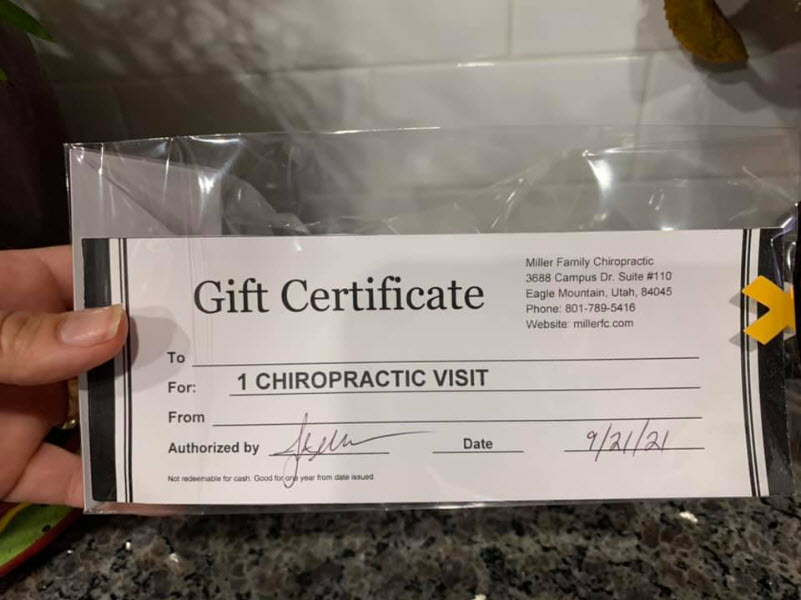 Gift Certificate
Miller Family Chiropractic
3688 Campus Dr. Suite #110
Eagle Mountain, Utah, 84045
Phone: 801-789-5416
Website: millerfc.com
To
For: 1 CHIROPRACTIC VISIT
From
Authorized by Date 9/21/21
Not redeemable for cash. Good for one year from date issued.